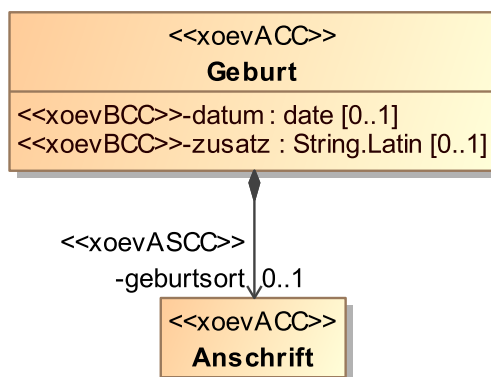 <<xoevACC>>
Geburt
<<xoevBCC>>-datum : date [0..1]
<<xoevBCC>>-zusatz : String.Latin [0..1]
<<xoevASCC>>
-geburtsort 0..1
<<xoevACC>>
Anschrift